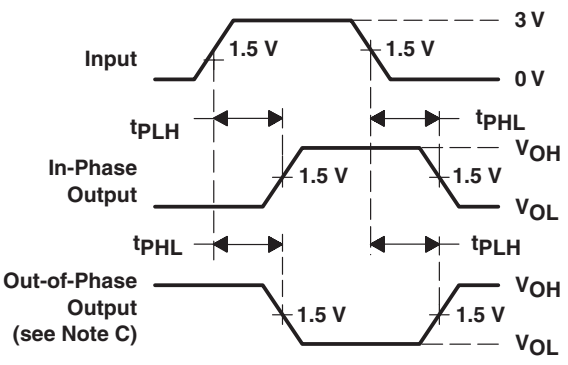 3 V
Input
1.5 V
1.5 V
0 V
tPLH
tPHL
VOH
In-Phase
Output
1.5 V
1.5 V
VOL
tPHL
tPLH
Out-of-Phase
Output
(see Note C)
VOH
1.5 V
1.5 V
VOL